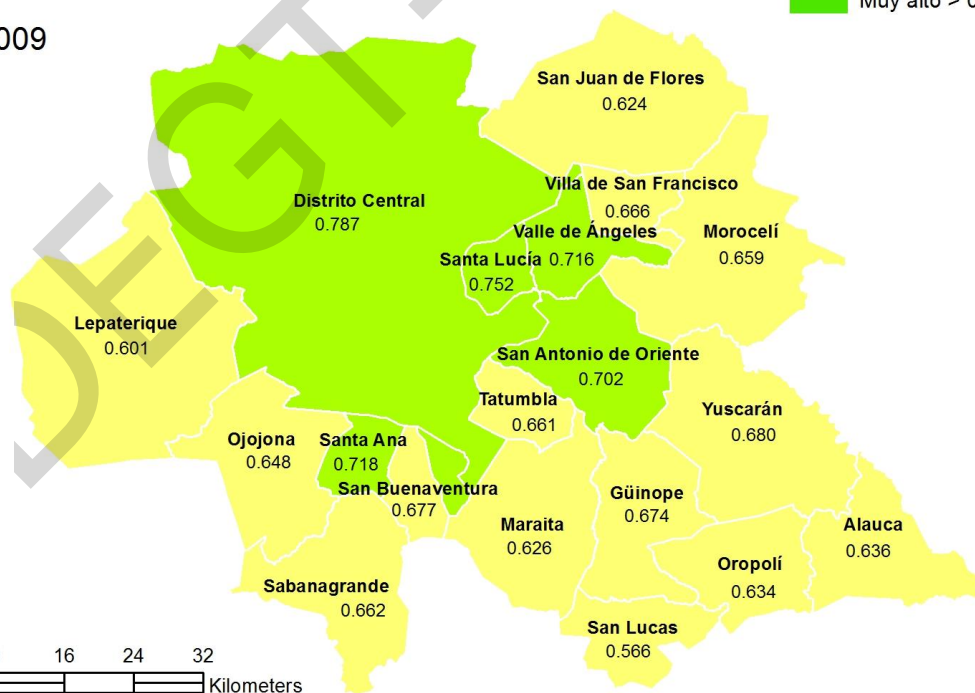 Muy alto > 0
009
San Juan de Flores
0.624
Villa de San Francisco
0.666
Distrito Central
0.787
Valle de Ángeles
0.716
Morocelí
0.659
Santa Lucía
0.752
Lepaterique
0.601
San Antonio de Oriente
0.702
Tatumbla
0.661
Yuscarán
0.680
Ojojona
0.648
Santa Ana
0.718
San Buenaventura
0.677
Güinope
0.674
Maraita
0.626
Alauca
0.636
Oropolí
0.634
Sabanagrande
0.662
San Lucas
0.566
16 24 32
Kilometers
DEGT